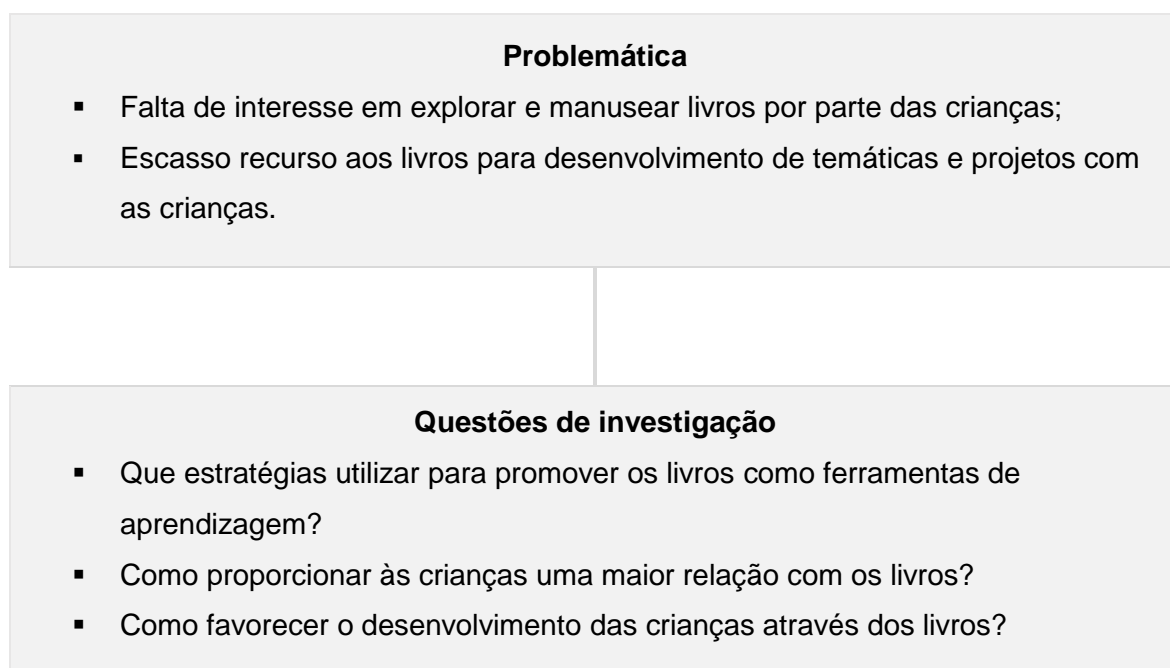 Problemática
▪ Falta de interesse em explorar e manusear livros por parte das crianças;
▪ Escasso recurso aos livros para desenvolvimento de temáticas e projetos com
as crianças.
Questões de investigação
▪ Que estratégias utilizar para promover os livros como ferramentas de
aprendizagem?
▪ Como proporcionar às crianças uma maior relação com os livros?
▪ Como favorecer o desenvolvimento das crianças através dos livros?